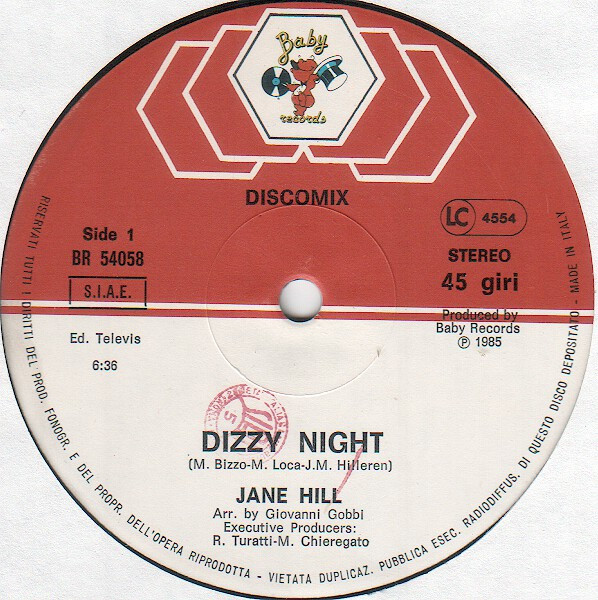 Baby
records
DISCOMIX
Side 1
BR 54058
S.I.A.E.
Ed. Televis
6:36
LC 4554
STEREO
45 giri
Produced by
Baby Records
℗ 1985
DIZZY NIGHT
(M. Bizzo-M. Loca-J.M. Hilleren)
JANE HILL
Arr. by Giovanni Gobbi
Executive Producers:
R. Turatti-M. Chieregato
RISERVATI TUTTI I DIRITTI DEL PROD. FONOGR. E DEL PROPR. DELL'OPERA RIPRODOTTA - VIETATA DUPLICAZ. PUBBLICA ESEC. RADIODIFFUS. DI QUESTO DISCO DEPOSITATO - MADE IN ITALY